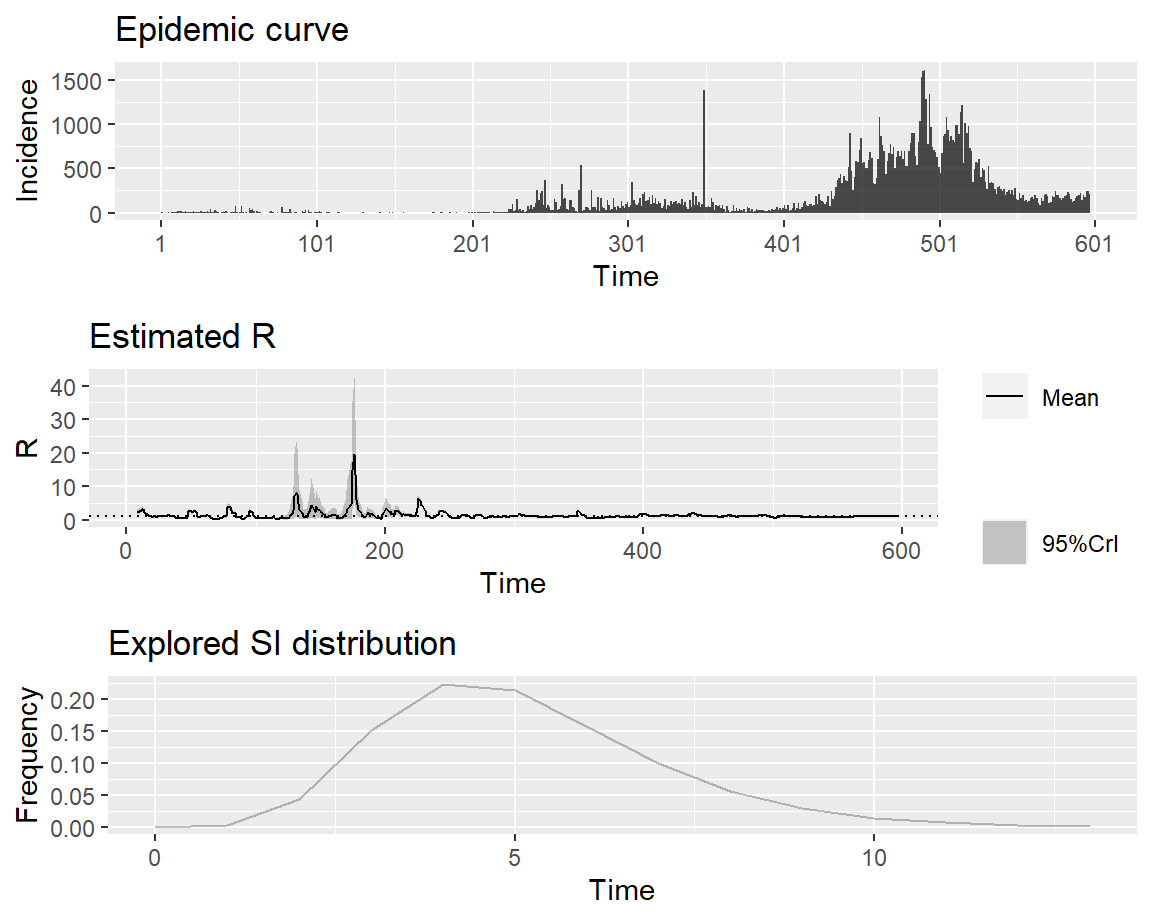 Epidemic curve
1500
1000
500
0
Incidence
1 101 201 301 401 501 601
Time
Estimated R
40
30
20
10
0
R
0 200 400 600
Time
Mean
95%CrI
Explored SI distribution
0.20
0.15
0.10
0.05
0.00
Frequency
0 5 10
Time